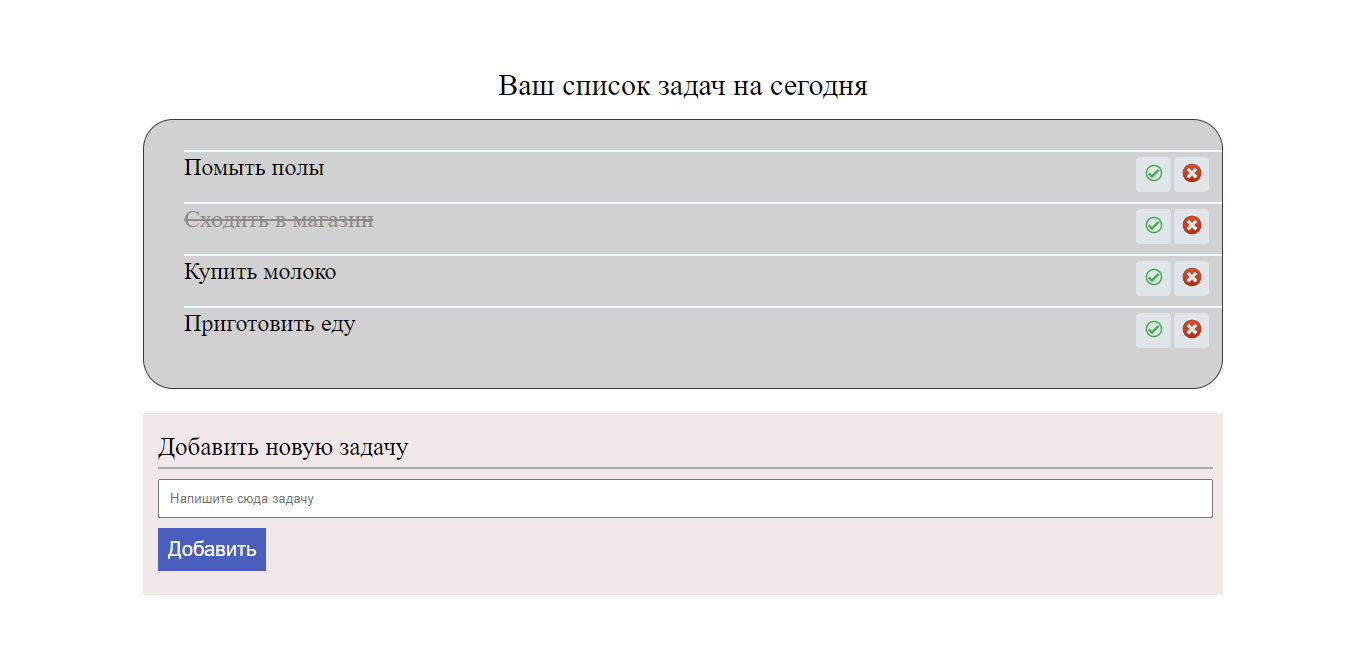 Ваш список задач на сегодня
Помыть полы
Сходить в магазин
Купить молоко
Приготовить еду
Добавить новую задачу
Напишите сюда задачу
Добавить